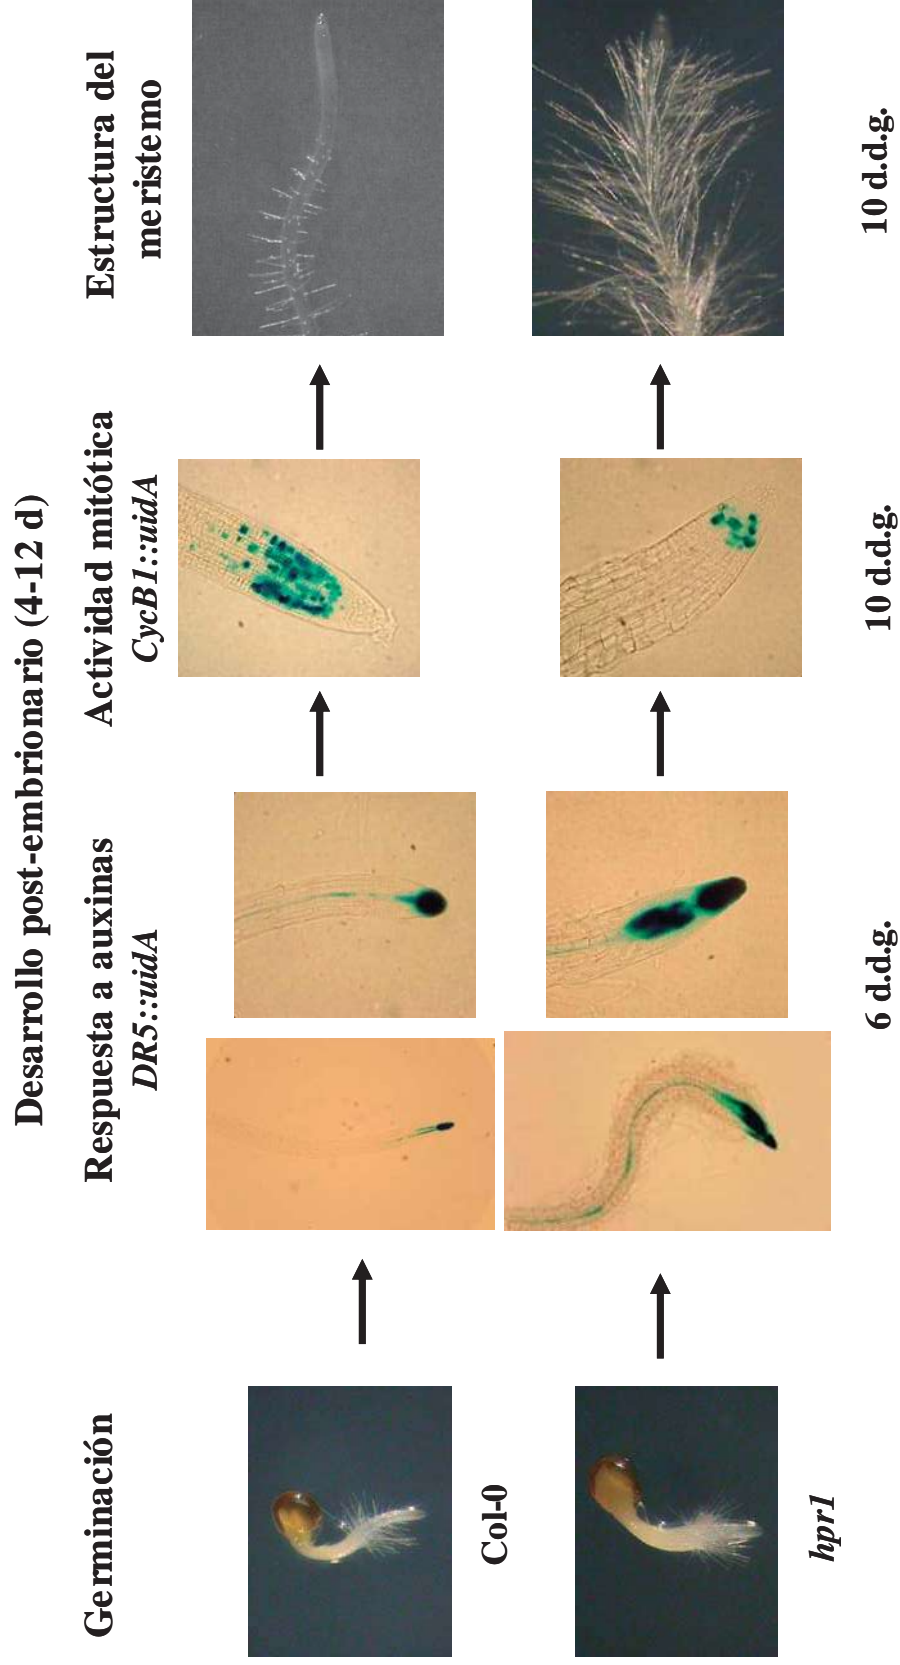 Desarrollo post-embrionario (4-12 d)
Germinación
Respuesta a auxinas
DR5::uidA
Actividad mitótica
CycB1::uidA
Estructura del
meristemo
Col-0
hpr1
6 d.d.g.
10 d.d.g.
10 d.d.g.